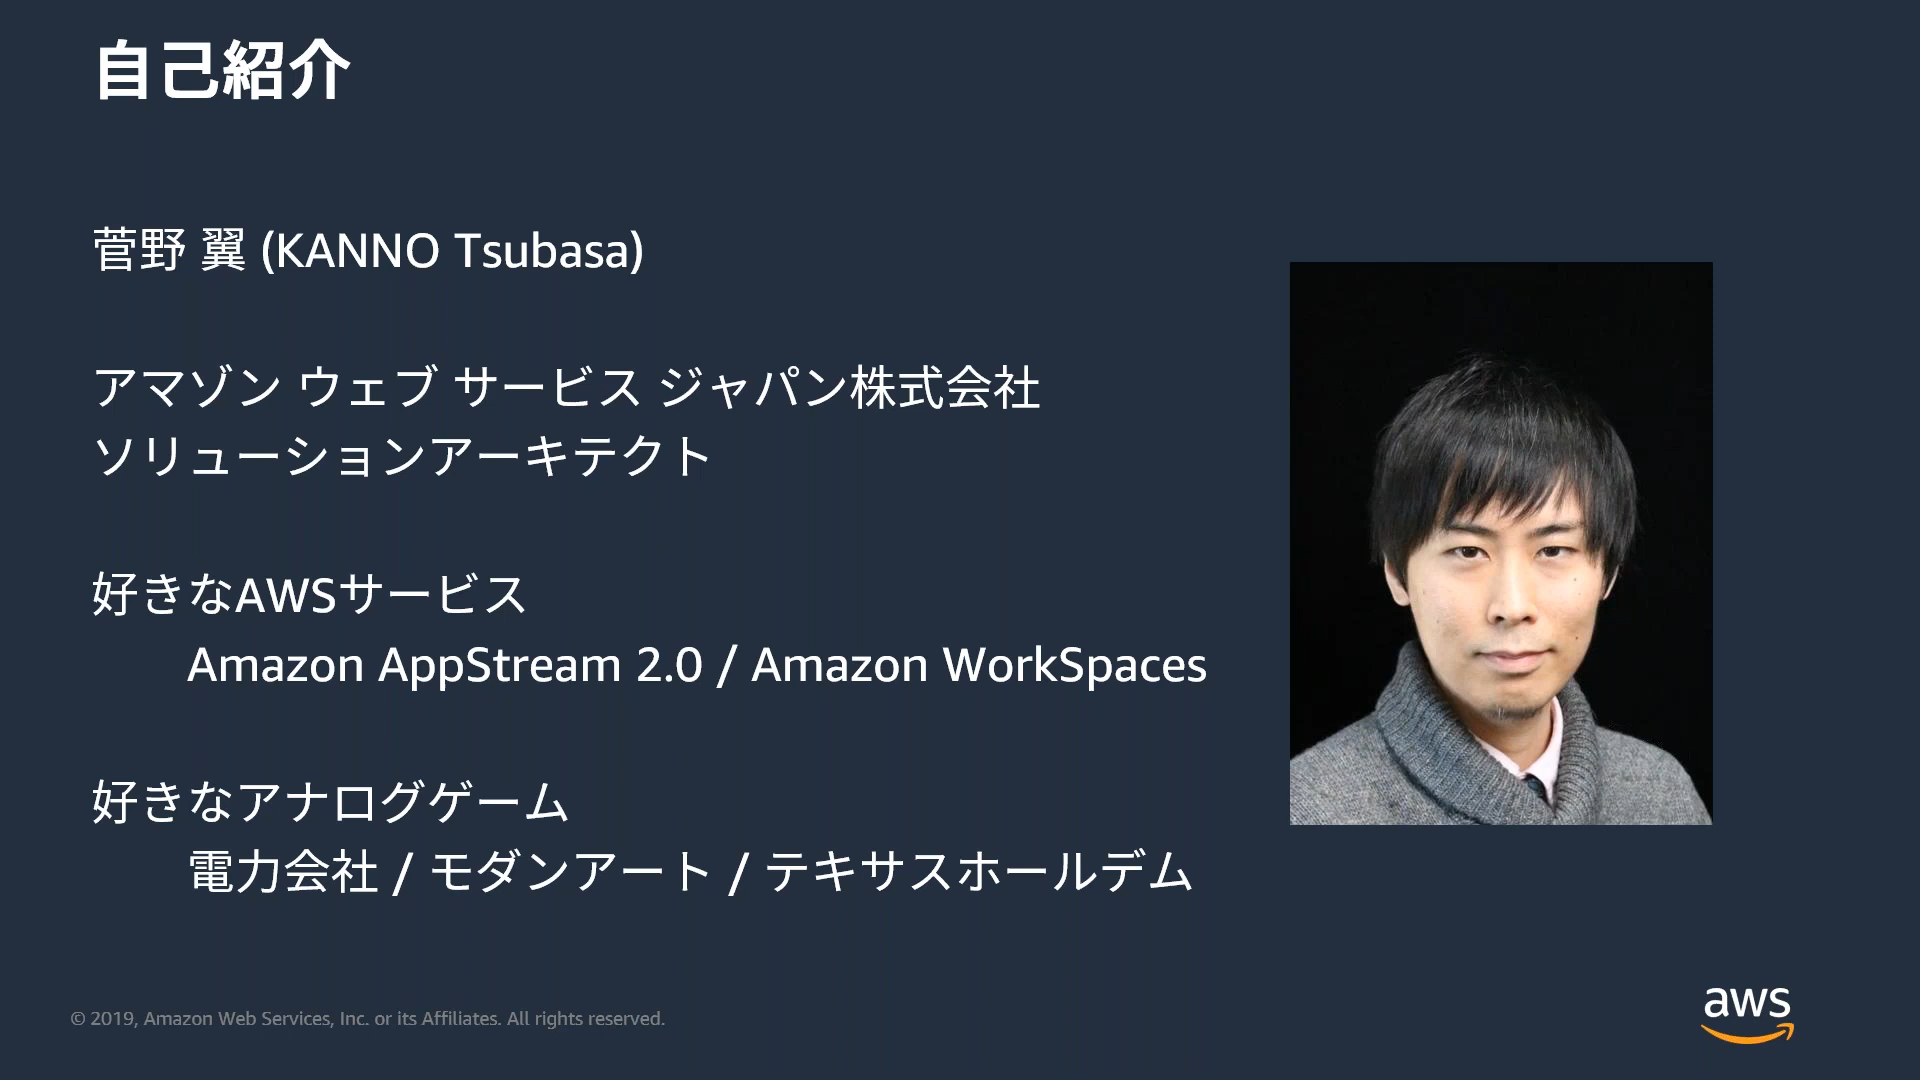 自己紹介
菅野 翼 (KANNO Tsubasa)
アマゾン ウェブ サービス ジャパン株式会社
ソリューションアーキテクト
好きなAWSサービス
Amazon AppStream 2.0 / Amazon WorkSpaces
好きなアナログゲーム
電力会社 / モダンアート / テキサスホールデム
© 2019, Amazon Web Services, Inc. or its Affiliates. All rights reserved.
aws